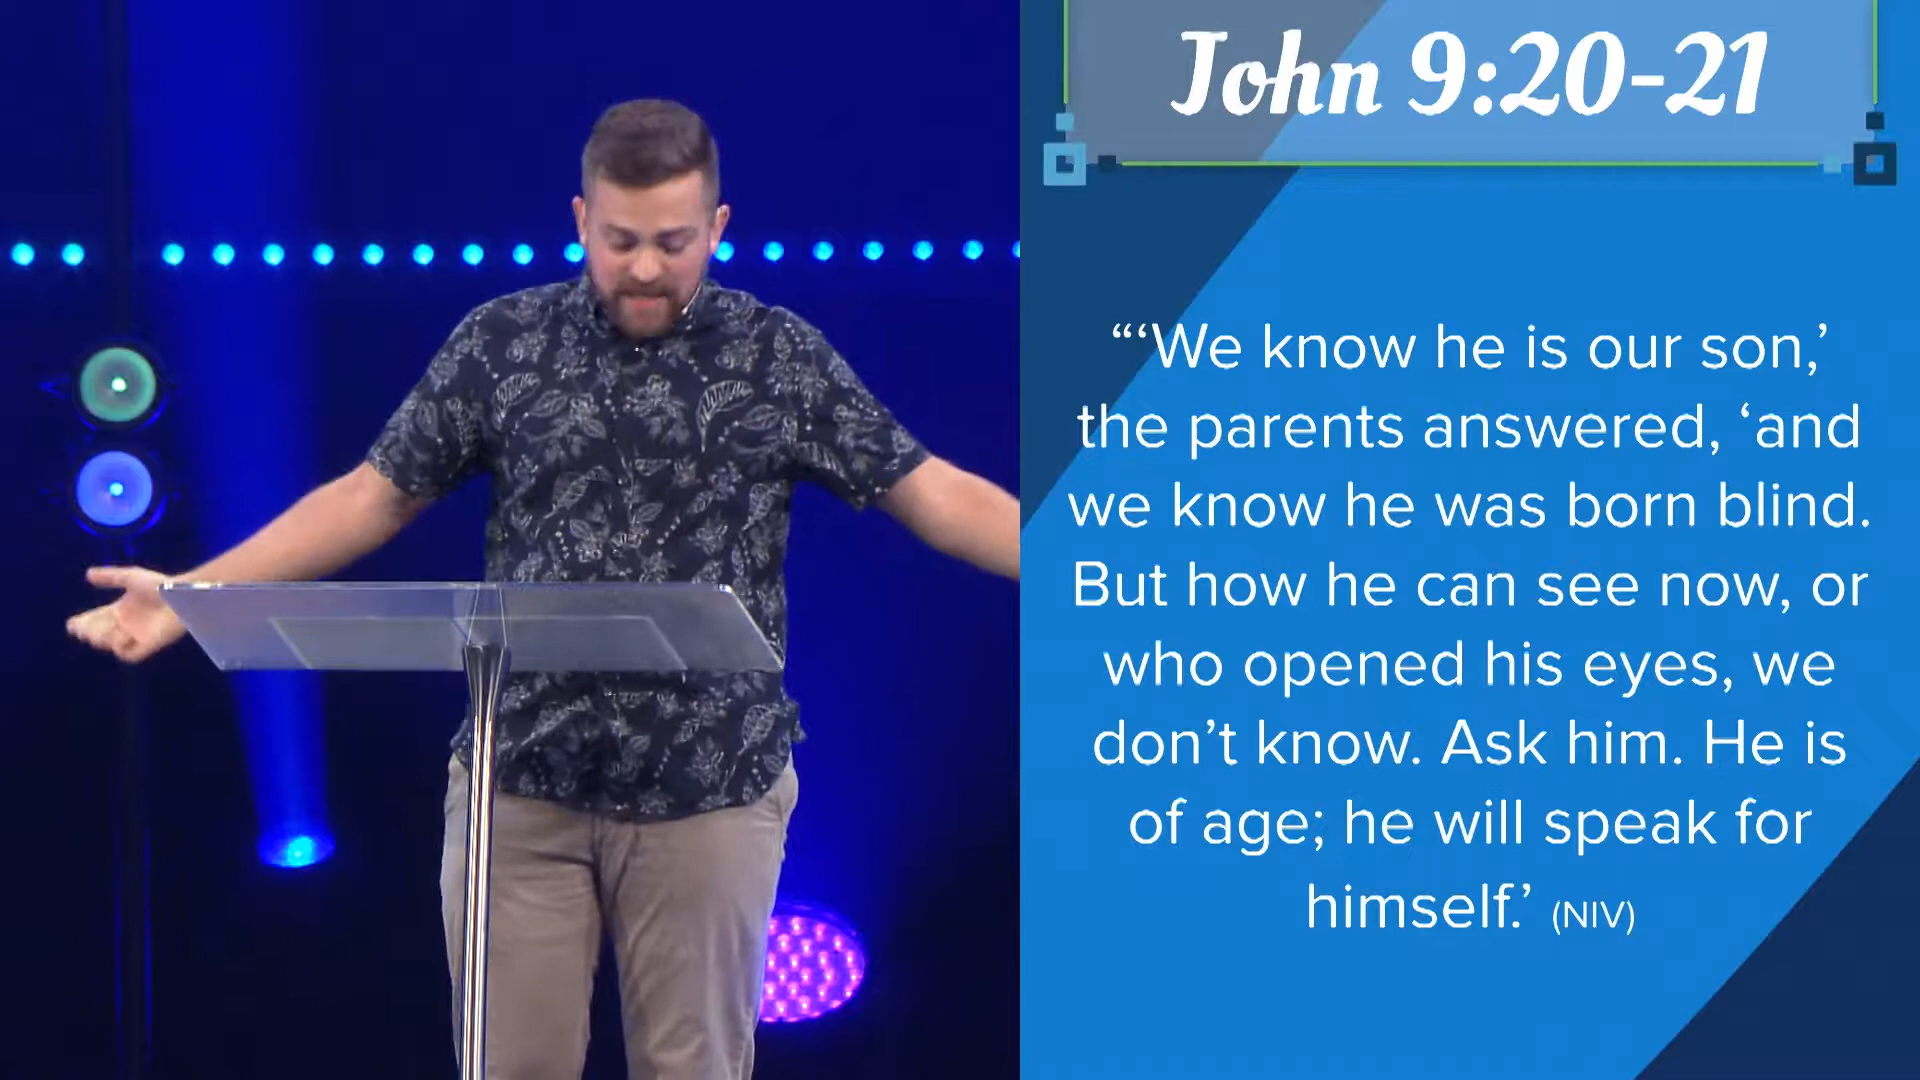 John 9:20-21
“‘We know he is our son,’
the parents answered, ‘and
we know he was born blind.
But how he can see now, or
who opened his eyes, we
don’t know. Ask him. He is
of age; he will speak for
himself.’ (NIV)